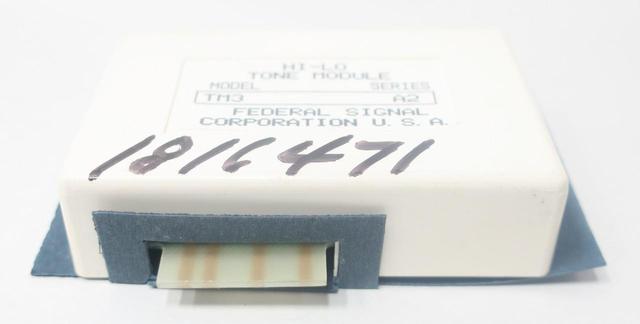 HI-LO
TONE MODULE
MODEL SERIES
TM3 A2
FEDERAL SIGNAL
CORPORATION U.S.A.
1816471